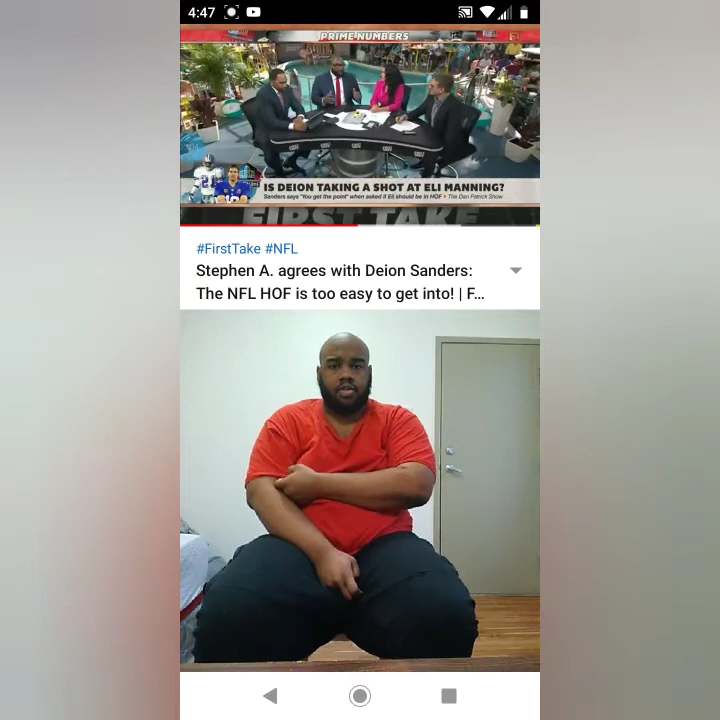 4:47
PRIME NUMBERS
IS DEION TAKING A SHOT AT ELI MANNING?
Sanders says "You get the point" when asked if Eli should be in HOF • The Dan Patrick Show
FIRST TAKE
#FirstTake #NFL
Stephen A. agrees with Deion Sanders:
The NFL HOF is too easy to get into! | F...